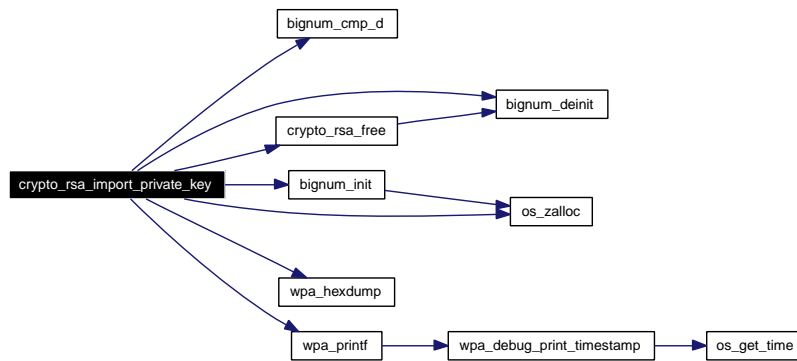 bignum_cmp_d
bignum_deinit
crypto_rsa_free
crypto_rsa_import_private_key
bignum_init
os_zalloc
wpa_hexdump
wpa_printf
wpa_debug_print_timestamp
os_get_time